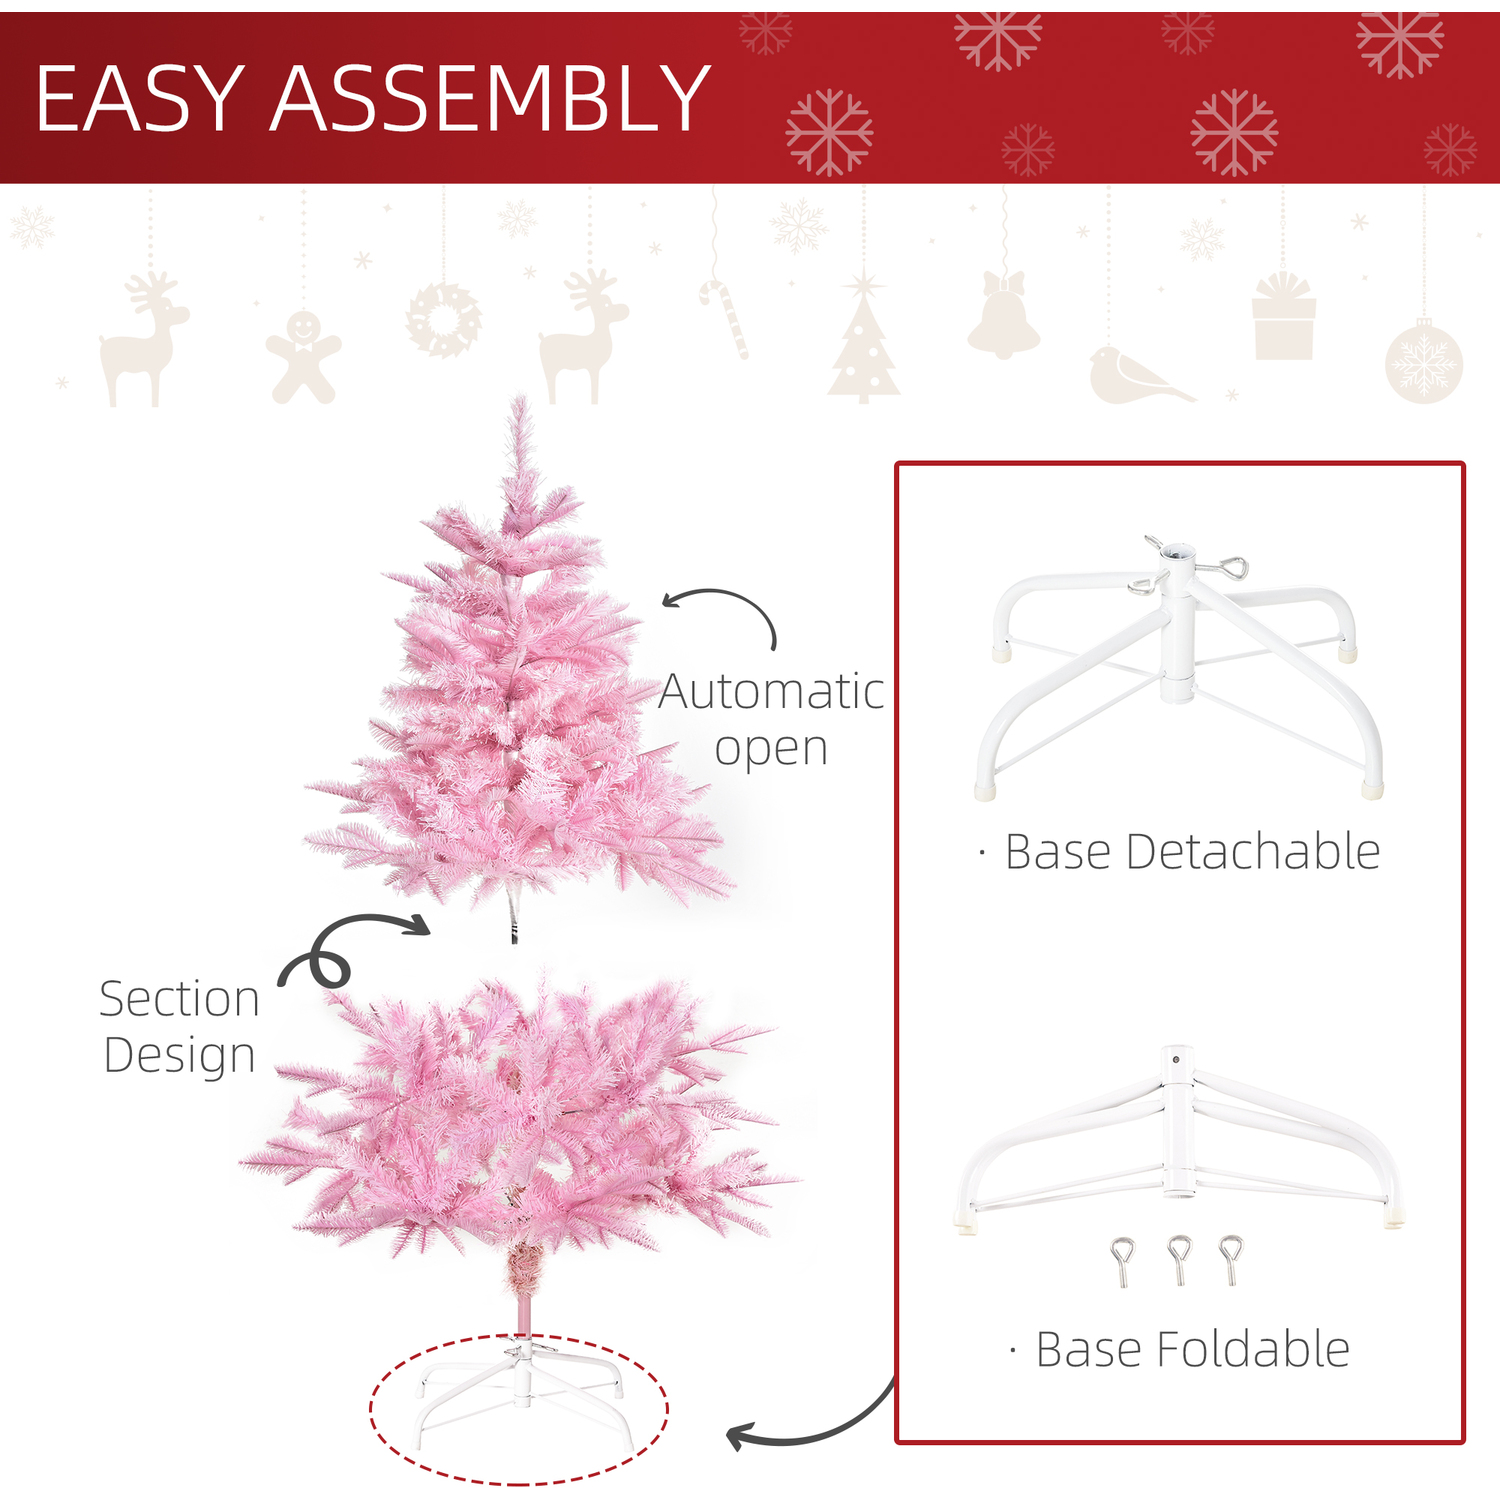 EASY ASSEMBLY
Automatic
open
Section
Design
· Base Detachable
· Base Foldable